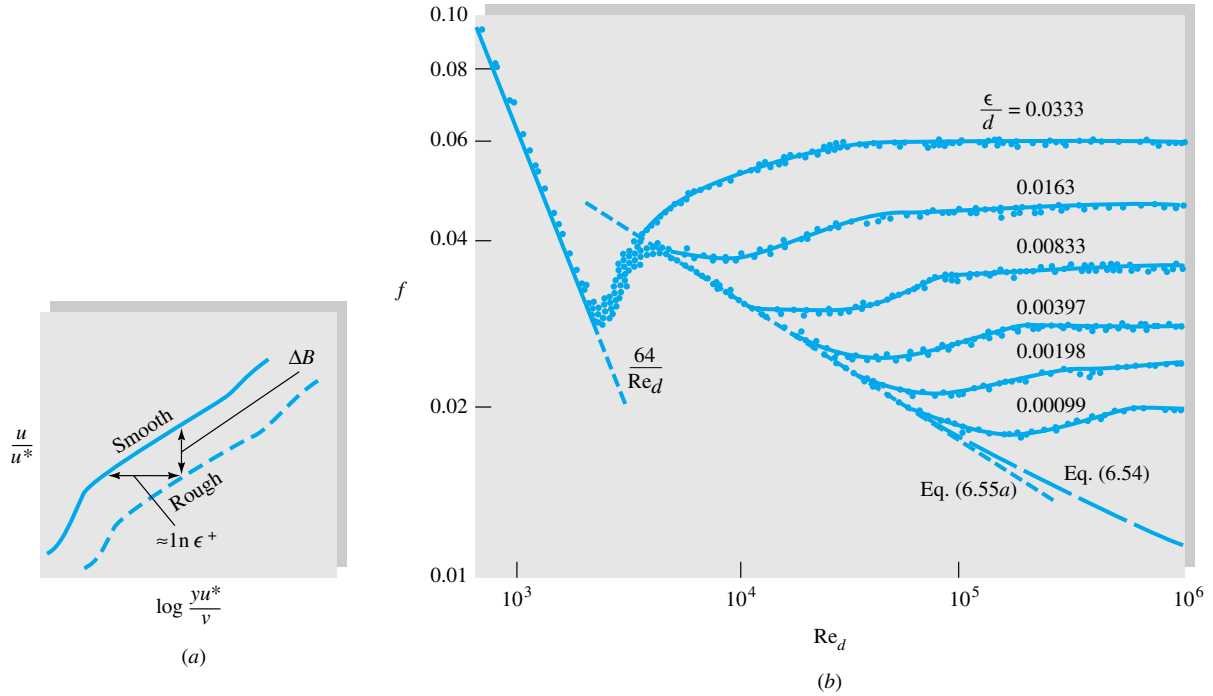 ΔB
Smooth
u
u*
Rough
≈1n ϵ+
log yu*
ν
(a)
0.10
0.08
ϵ
d
= 0.0333
0.06
0.0163
0.04
0.00833
f
0.00397
64
Re_d
0.00198
0.00099
0.02
Eq. (6.54)
Eq. (6.55a)
0.01
10³
10⁴
10⁵
10⁶
Re_d
(b)